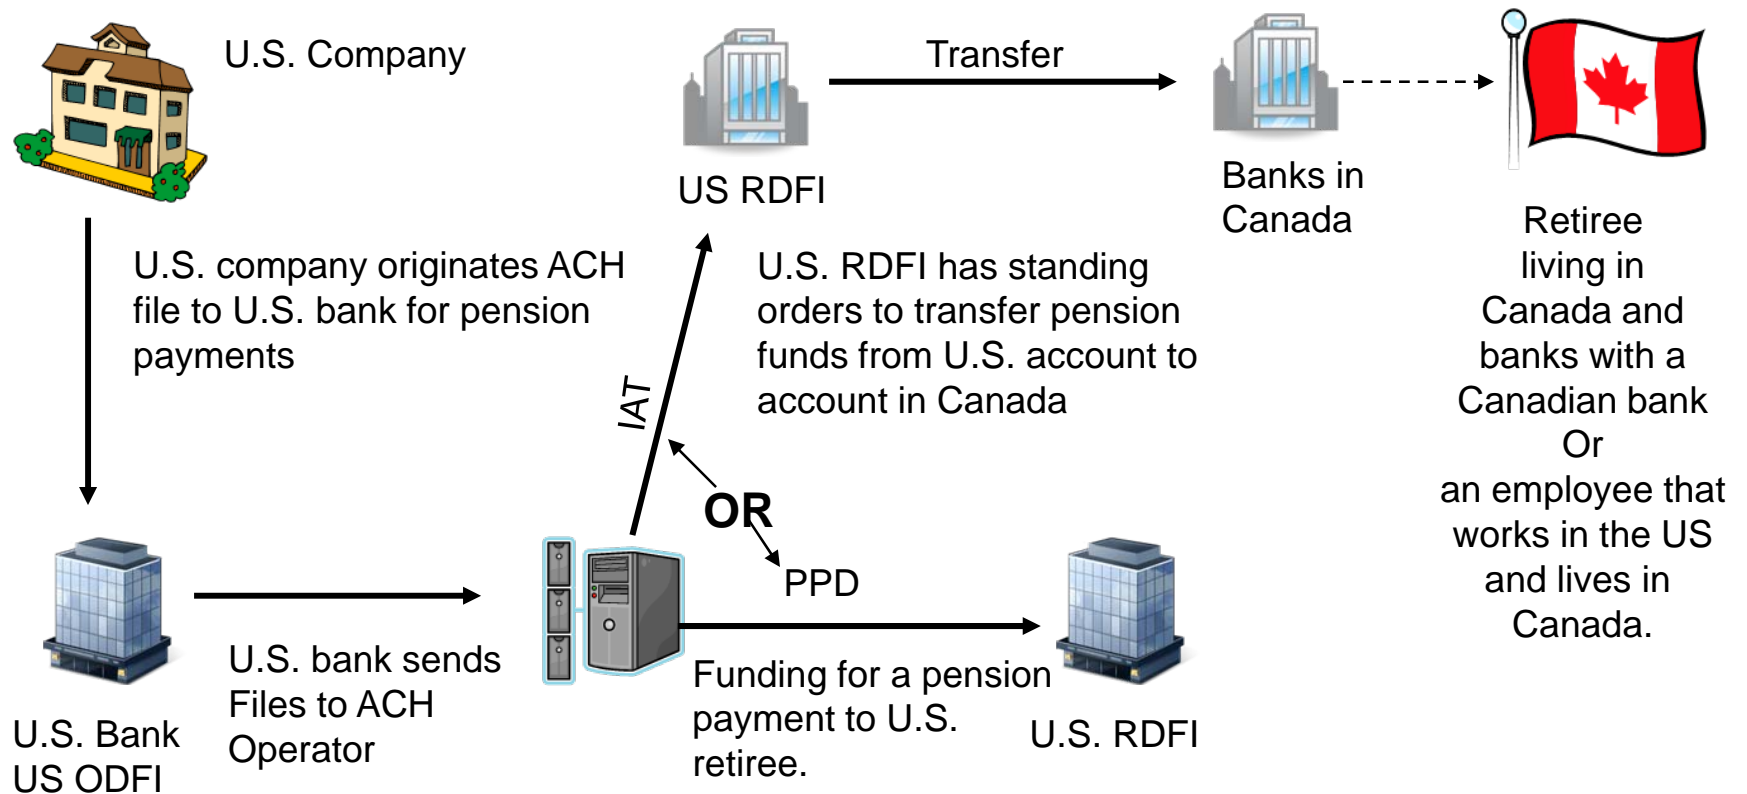 U.S. Company
Transfer
US RDFI
Banks in
Canada
U.S. company originates ACH
file to U.S. bank for pension
payments
U.S. RDFI has standing
orders to transfer pension
funds from U.S. account to
account in Canada
Retiree
living in
Canada and
banks with a
Canadian bank
Or
an employee that
works in the US
and lives in
Canada.
IAT
OR
PPD
U.S. Bank
US ODFI
U.S. bank sends
Files to ACH
Operator
Funding for a pension
payment to U.S.
retiree.
U.S. RDFI